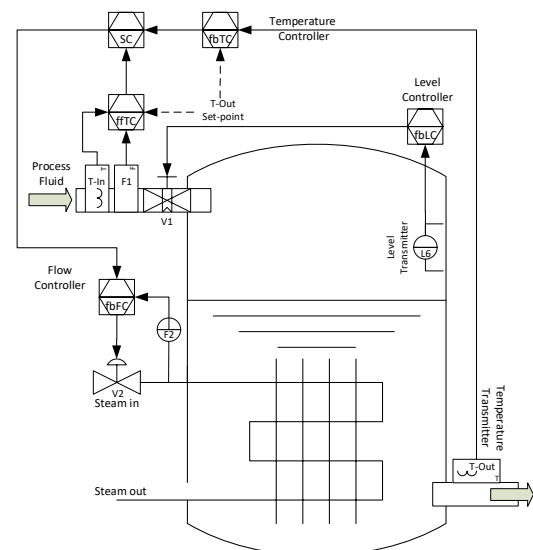 SC
fbTC
Temperature
Controller
ffTC
T-Out
Set-point
Level
Controller
fbLC
Process
Fluid
T-In
T
F1
F
V1
Level
Transmitter
L6
Flow
Controller
fbFC
F2
V2
Steam in
Temperature
Transmitter
Steam out
T-Out
T